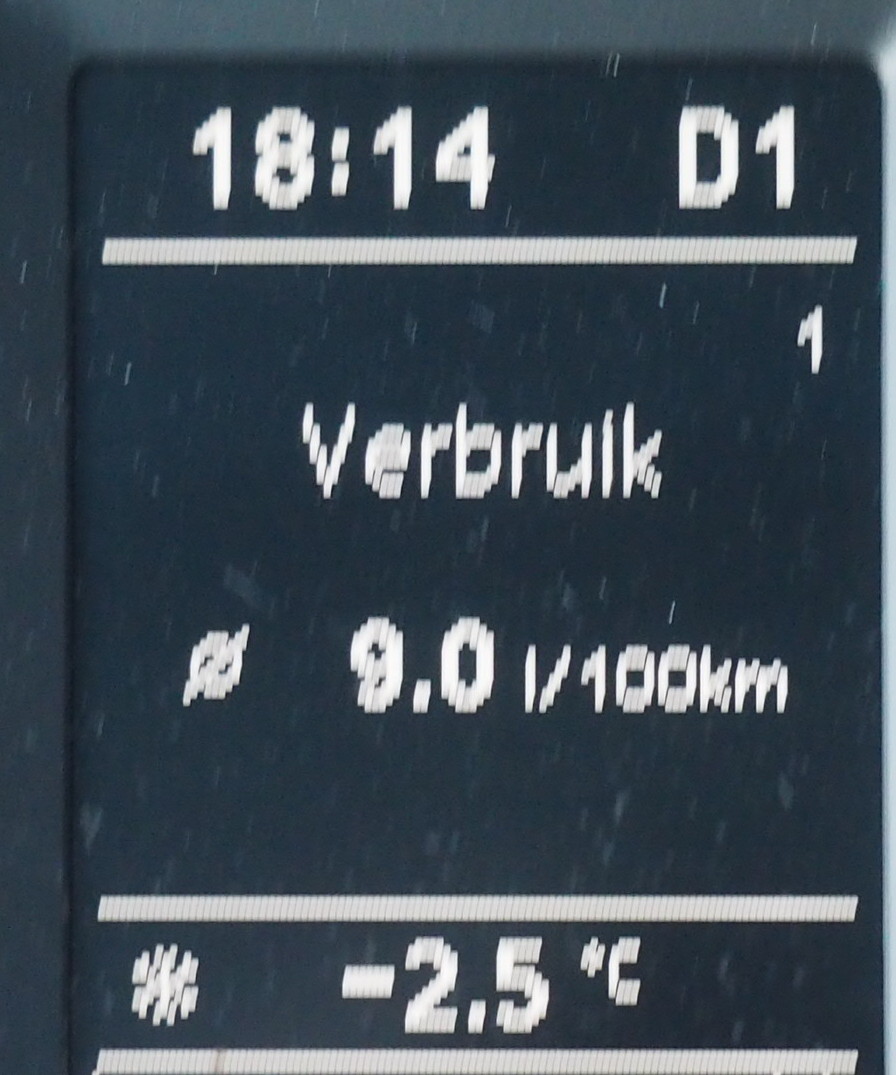 18:14 D1
1
Verbruik
ø 9.0 l/100km
-2.5 °C